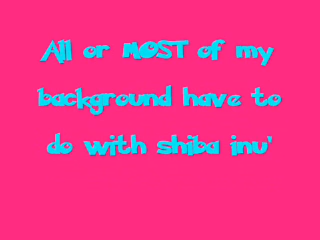 All or MOST of my
background have to
do with shiba inu'